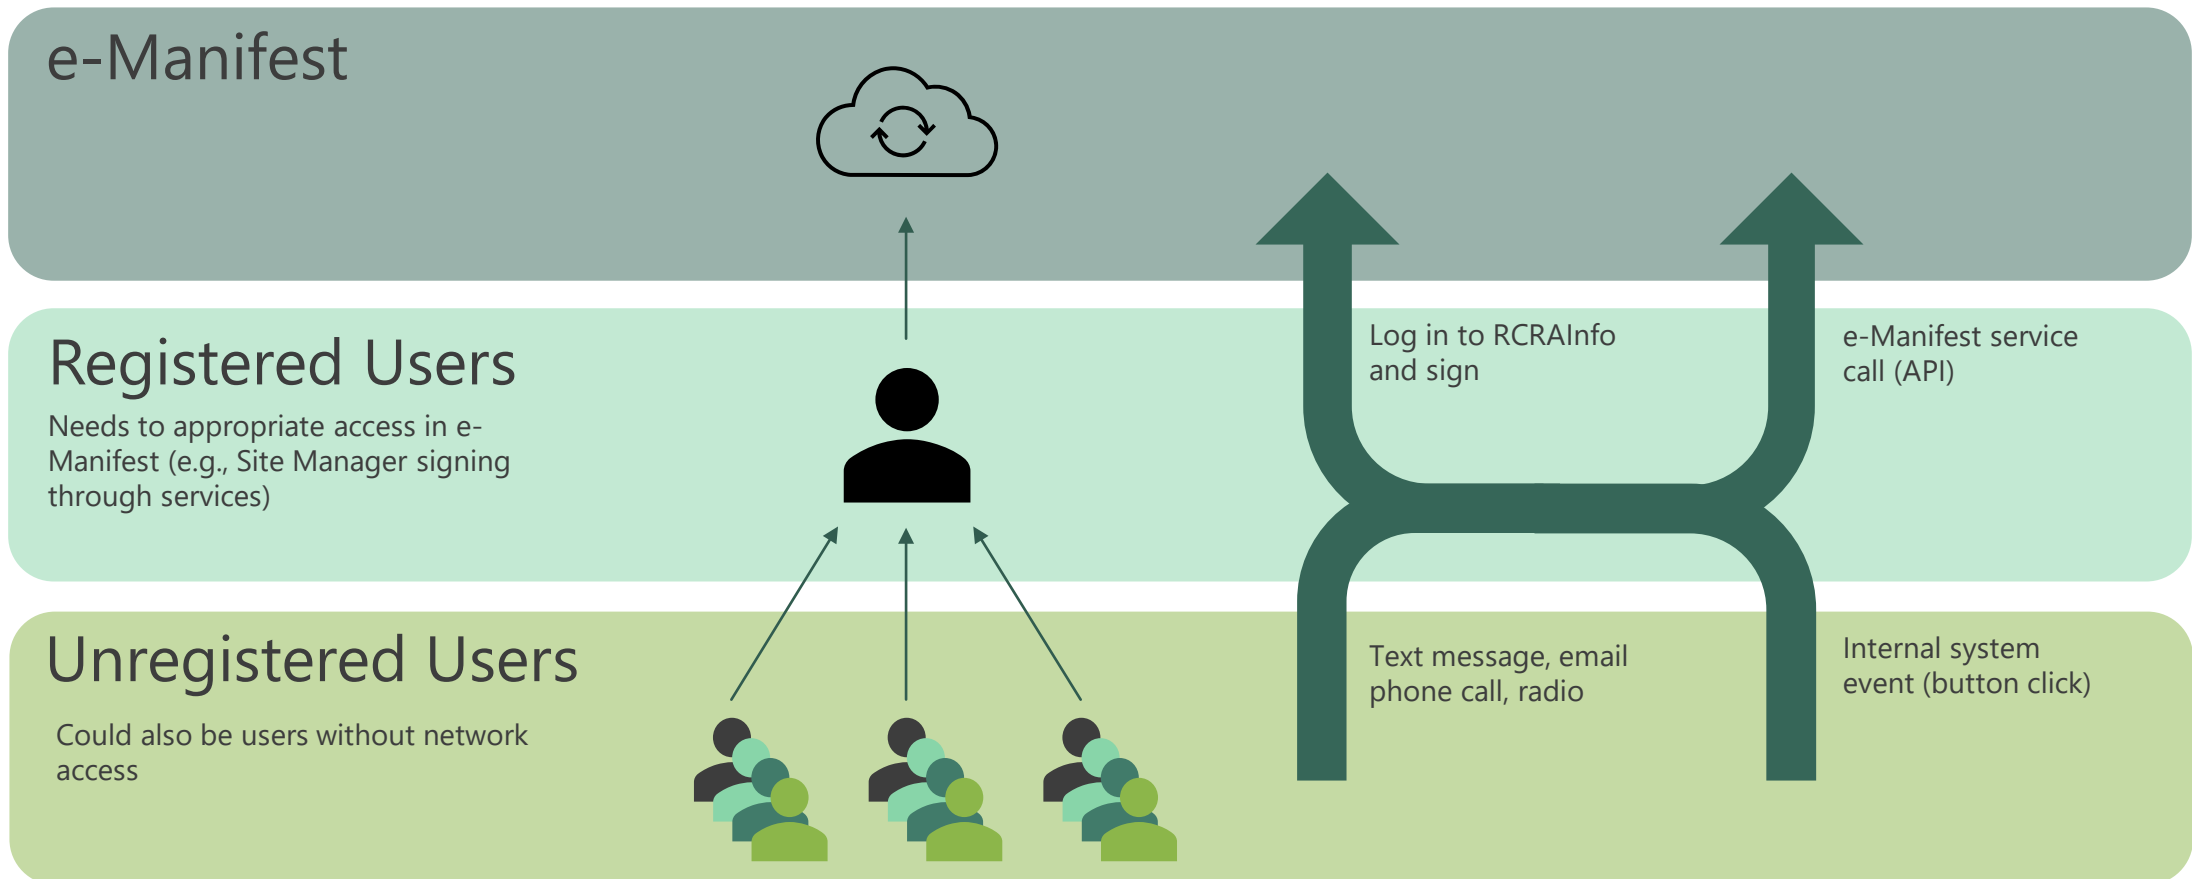 e-Manifest
Registered Users
Needs to appropriate access in e-
Manifest (e.g., Site Manager signing
through services)
Log in to RCRAInfo
and sign
e-Manifest service
call (API)
Unregistered Users
Could also be users without network
access
Text message, email
phone call, radio
Internal system
event (button click)